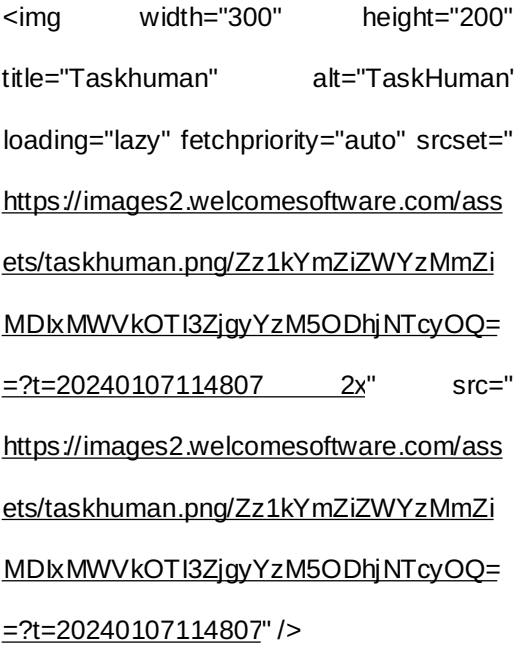 <img width="300" height="200"
title="Taskhuman" alt="TaskHuman'
loading="lazy" fetchpriority="auto" srcset="
https://images2.welcomesoftware.com/ass
ets/taskhuman.png/Zz1kYmZiZWYzMmZi
MDIxMWVkOTI3ZjgyYzM5ODhjNTcyOQ=
=?t=20240107114807 2x" src="
https://images2.welcomesoftware.com/ass
ets/taskhuman.png/Zz1kYmZiZWYzMmZi
MDIxMWVkOTI3ZjgyYzM5ODhjNTcyOQ=
=?t=20240107114807" />